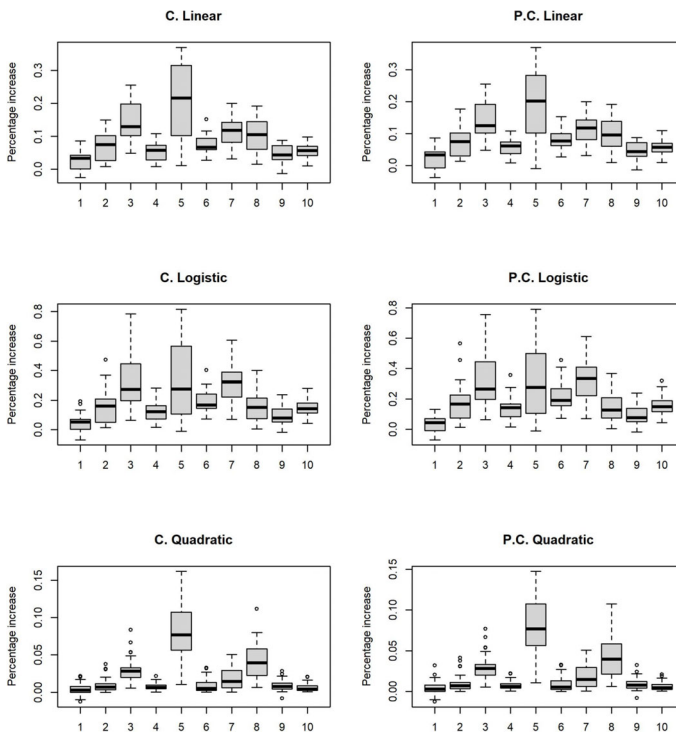 C. Linear
Percentage increase
0.3
0.2
0.1
0.0
1 2 3 4 5 6 7 8 9 10
P.C. Linear
Percentage increase
0.3
0.2
0.1
0.0
1 2 3 4 5 6 7 8 9 10
C. Logistic
Percentage increase
0.8
0.6
0.4
0.2
0.0
1 2 3 4 5 6 7 8 9 10
P.C. Logistic
Percentage increase
0.8
0.6
0.4
0.2
0.0
1 2 3 4 5 6 7 8 9 10
C. Quadratic
Percentage increase
0.15
0.10
0.05
0.00
1 2 3 4 5 6 7 8 9 10
P.C. Quadratic
Percentage increase
0.15
0.10
0.05
0.00
1 2 3 4 5 6 7 8 9 10